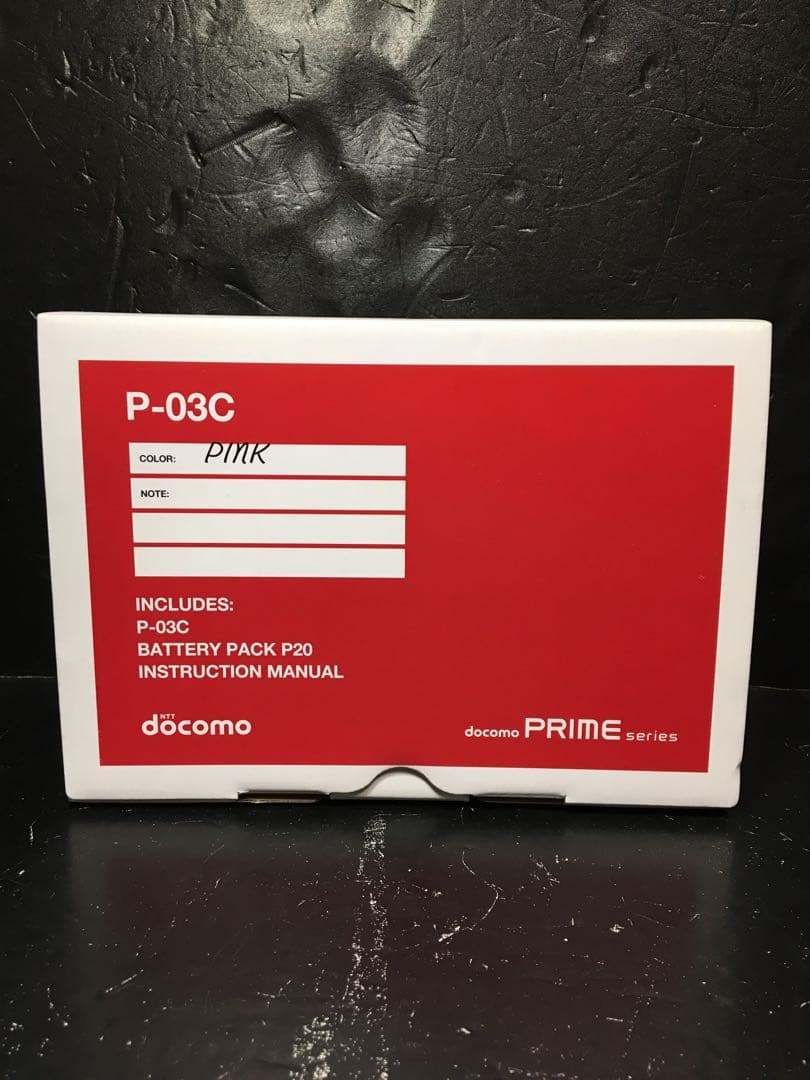 P-03C
COLOR: PINK
NOTE:
INCLUDES:
P-03C
BATTERY PACK P20
INSTRUCTION MANUAL
NTT
docomo
docomo PRIME series